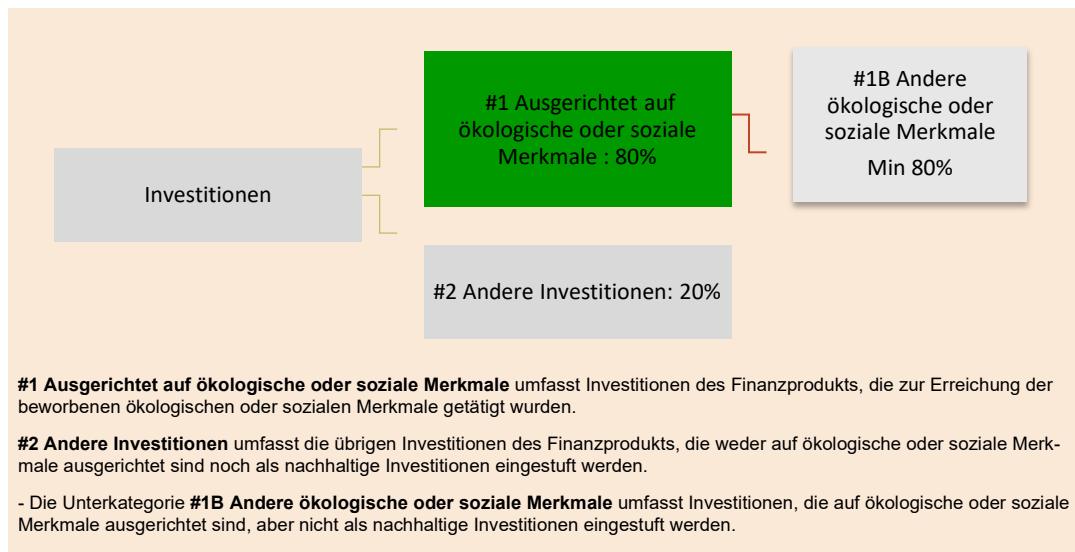 Investitionen
#1 Ausgerichtet auf
ökologische oder soziale
Merkmale : 80%
#1B Andere
ökologische oder
soziale Merkmale
Min 80%
#2 Andere Investitionen: 20%
#1 Ausgerichtet auf ökologische oder soziale Merkmale umfasst Investitionen des Finanzprodukts, die zur Erreichung der
beworbenen ökologischen oder sozialen Merkmale getätigt wurden.
#2 Andere Investitionen umfasst die übrigen Investitionen des Finanzprodukts, die weder auf ökologische oder soziale Merk-
male ausgerichtet sind noch als nachhaltige Investitionen eingestuft werden.
- Die Unterkategorie #1B Andere ökologische oder soziale Merkmale umfasst Investitionen, die auf ökologische oder soziale
Merkmale ausgerichtet sind, aber nicht als nachhaltige Investitionen eingestuft werden.